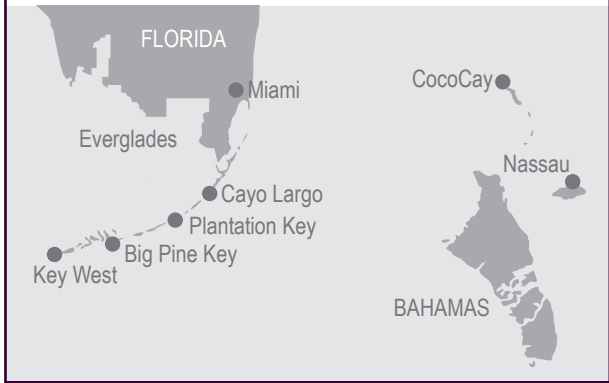 FLORIDA
Miami
CocoCay
Everglades
Nassau
Cayo Largo
Plantation Key
Big Pine Key
Key West
BAHAMAS